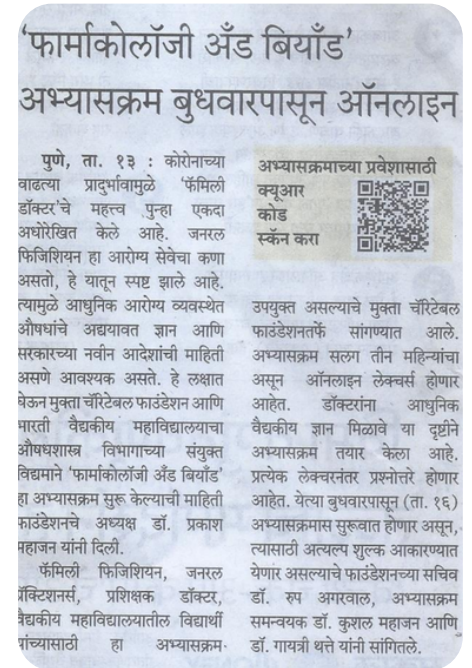 'फार्माकोलॉजी अँड बियाँड'
अभ्यासक्रम बुधवारपासून ऑनलाइन
पुणे, ता. १३ : कोरोनाच्या
वाढत्या प्रादुर्भावामुळे 'फॅमिली
डॉक्टर'चे महत्त्व पुन्हा एकदा
अधोरेखित केले आहे. जनरल
फिजिशियन हा आरोग्य सेवेचा कणा
असतो, हे यातून स्पष्ट झाले आहे.
त्यामुळे आधुनिक आरोग्य व्यवस्थेत
औषधांचे अद्ययावत ज्ञान आणि
सरकारच्या नवीन आदेशांची माहिती
असणे आवश्यक असते. हे लक्षात
घेऊन मुक्ता चॅरिटेबल फाउंडेशन आणि
भारती वैद्यकीय महाविद्यालयाचा
औषधशास्त्र विभागाच्या संयुक्त
विद्यमाने 'फार्माकोलॉजी अँड बियाँड'
हा अभ्यासक्रम सुरू केल्याची माहिती
फाउंडेशनचे अध्यक्ष डॉ. प्रकाश
महाजन यांनी दिली.
फॅमिली फिजिशियन, जनरल
प्रॅक्टिशनर्स, प्रशिक्षक डॉक्टर,
वैद्यकीय महाविद्यालयातील विद्यार्थी
यांच्यासाठी हा अभ्यासक्रम
अभ्यासक्रमाच्या प्रवेशासाठी
क्यूआर
कोड
स्कॅन करा
उपयुक्त असल्याचे मुक्ता चॅरिटेबल
फाउंडेशनतर्फे सांगण्यात आले.
अभ्यासक्रम सलग तीन महिन्यांचा
असून ऑनलाइन लेक्चर्स होणार
आहेत. डॉक्टरांना आधुनिक
वैद्यकीय ज्ञान मिळावे या दृष्टीने
अभ्यासक्रम तयार केला आहे.
प्रत्येक लेक्चरनंतर प्रश्नोत्तरे होणार
आहेत. येत्या बुधवारपासून (ता. १६)
अभ्यासक्रमास सुरूवात होणार असून,
त्यासाठी अत्यल्प शुल्क आकारण्यात
येणार असल्याचे फाउंडेशनच्या सचिव
डॉ. रुप अगरवाल, अभ्यासक्रम
समन्वयक डॉ. कुशल महाजन आणि
डॉ. गायत्री थत्ते यांनी सांगितले.